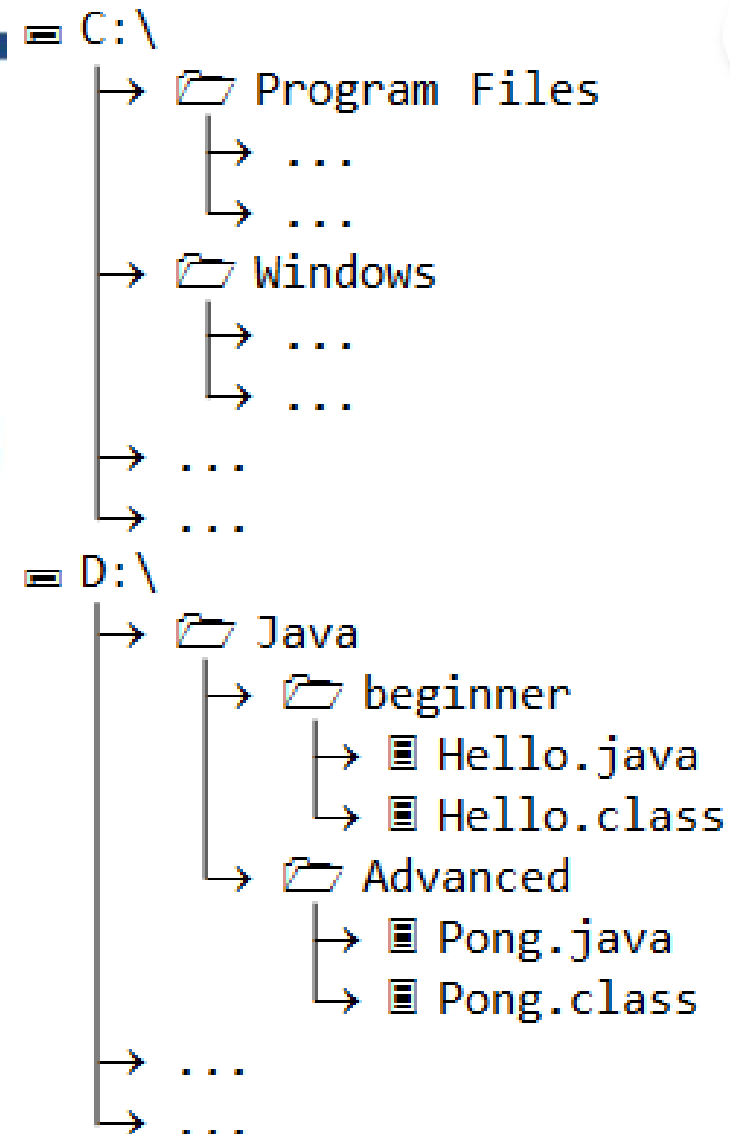 C:\
Program Files
...
...
Windows
...
...
...
...
D:\
Java
beginner
Hello.java
Hello.class
Advanced
Pong.java
Pong.class
...
...